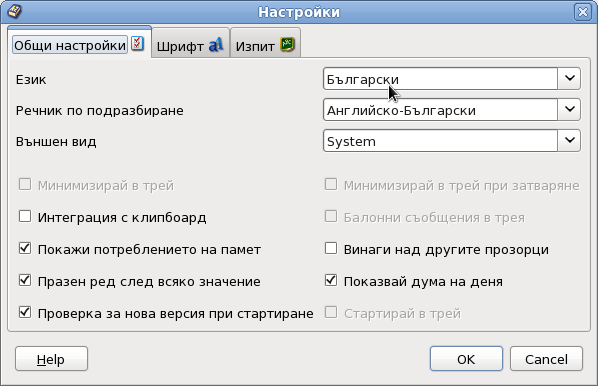 Настройки
Общи настройки Шрифт Изпит
Език Български
Речник по подразбиране Английско-Български
Външен вид System
Минимизирай в трей Минимизирай в трей при затваряне
Интеграция с клипборд Балонни съобщения в трея
Покажи потреблението на памет Винаги над другите прозорци
Празен ред след всяко значение Показвай дума на деня
Проверка за нова версия при стартиране Стартирай в трей
Help OK Cancel